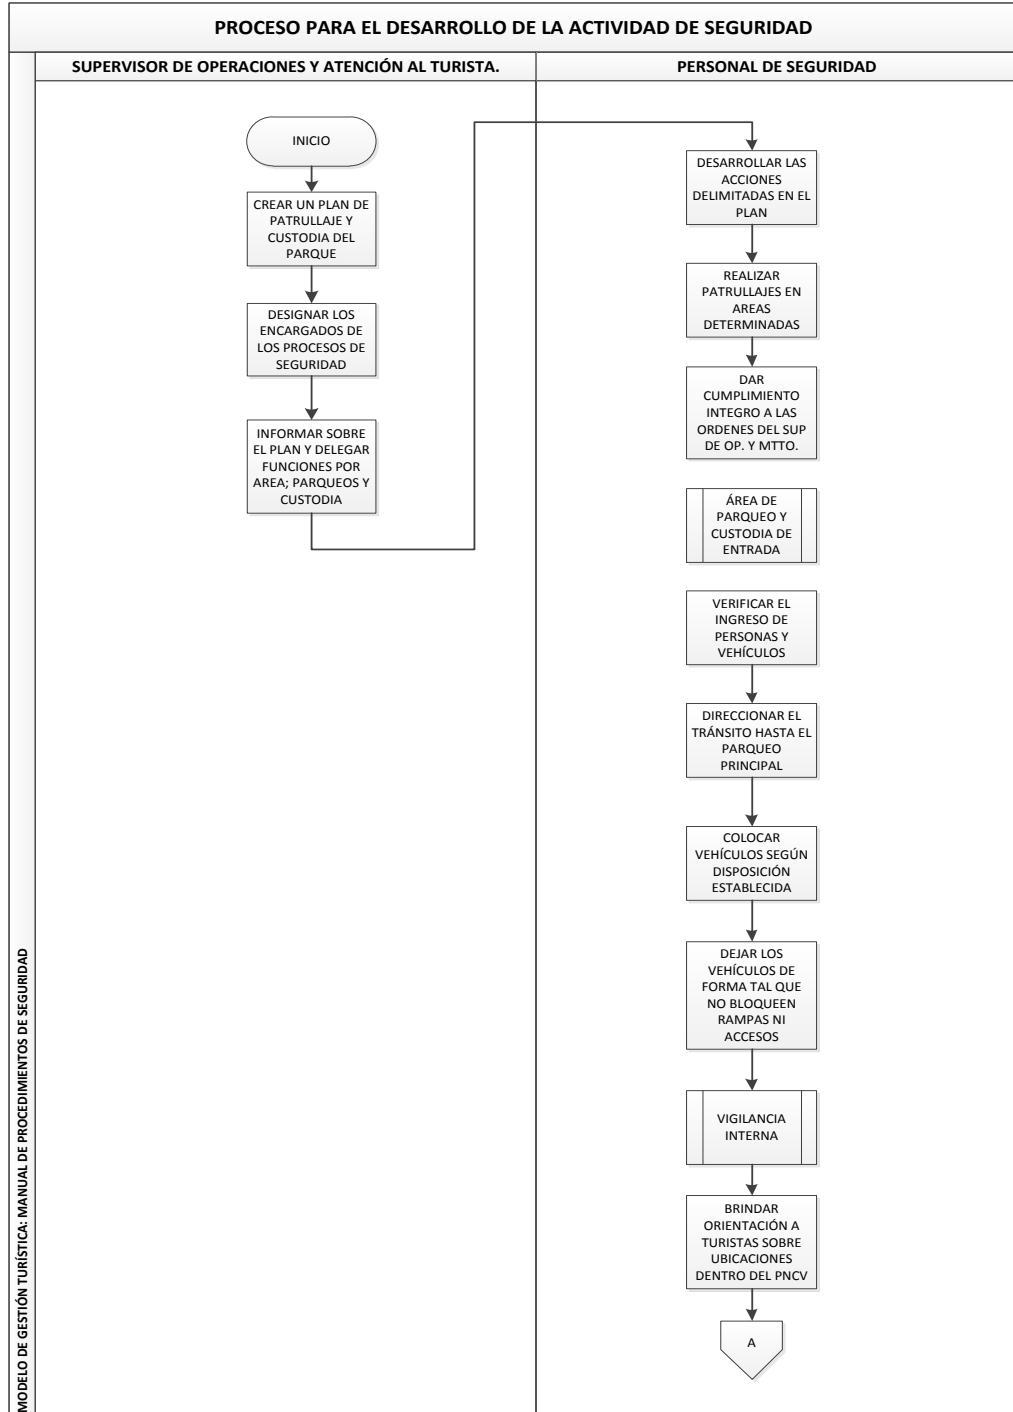 PROCESO PARA EL DESARROLLO DE LA ACTIVIDAD DE SEGURIDAD
SUPERVISOR DE OPERACIONES Y ATENCIÓN AL TURISTA.
PERSONAL DE SEGURIDAD
MODELO DE GESTIÓN TURÍSTICA: MANUAL DE PROCEDIMIENTOS DE SEGURIDAD
INICIO
CREAR UN PLAN DE
PATRULLAJE Y
CUSTODIA DEL
PARQUE
DESIGNAR LOS
ENCARGADOS DE
LOS PROCESOS DE
SEGURIDAD
INFORMAR SOBRE
EL PLAN Y DELEGAR
FUNCIONES POR
AREA; PARQUEOS Y
CUSTODIA
DESARROLLAR LAS
ACCIONES
DELIMITADAS EN EL
PLAN
REALIZAR
PATRULLAJES EN
AREAS
DETERMINADAS
DAR
CUMPLIMIENTO
INTEGRO A LAS
ORDENES DEL SUP
DE OP. Y MTTO.
ÁREA DE
PARQUEO Y
CUSTODIA DE
ENTRADA
VERIFICAR EL
INGRESO DE
PERSONAS Y
VEHÍCULOS
DIRECCIONAR EL
TRÁNSITO HASTA EL
PARQUEO
PRINCIPAL
COLOCAR
VEHÍCULOS SEGÚN
DISPOSICIÓN
ESTABLECIDA
DEJAR LOS
VEHÍCULOS DE
FORMA TAL QUE
NO BLOQUEEN
RAMPAS NI
ACCESOS
VIGILANCIA
INTERNA
BRINDAR
ORIENTACIÓN A
TURISTAS SOBRE
UBICACIONES
DENTRO DEL PNCV
A